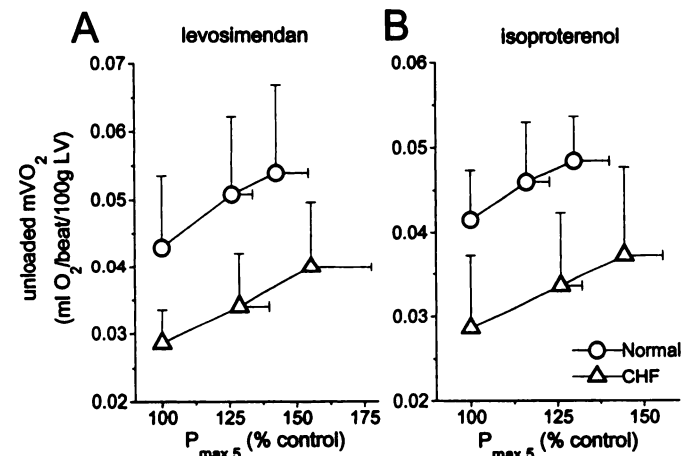 A
levosimendan
0.07
0.06
0.05
0.04
0.03
0.02
100
125
150
175
P max 5 (% control)
unloaded mVO2
(ml O2/beat/100g LV)
B
isoproterenol
0.06
0.05
0.04
0.03
0.02
100
125
150
P max 5 (% control)
Normal
CHF